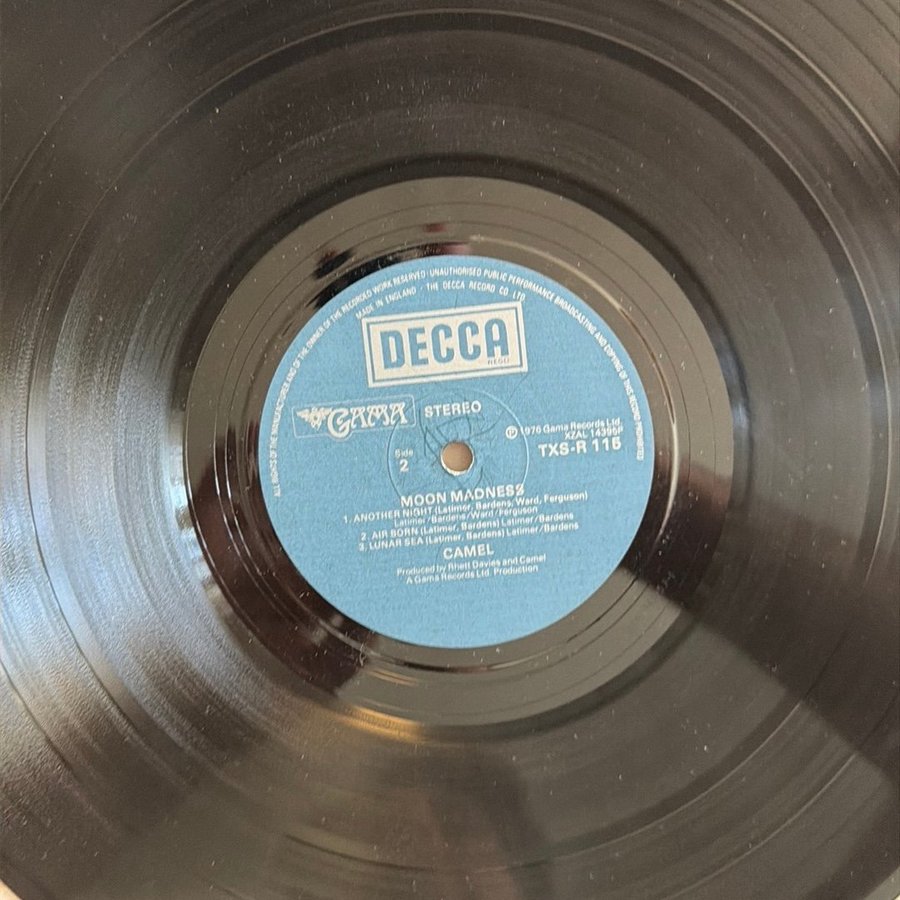 ALL RIGHTS OF THE MANUFACTURER AND OF THE OWNER OF THE RECORDED WORK RESERVED · UNAUTHORISED PUBLIC PERFORMANCE BROADCASTING AND COPYING OF THIS RECORD PROHIBITED
MADE IN ENGLAND · THE DECCA RECORD CO LTD.
DECCA
REGD
GAMA
STEREO
℗ 1976 Gama Records Ltd.
XZAL 14395P
TXS-R 115
Side
2
MOON MADNESS
1. ANOTHER NIGHT (Latimer, Bardens, Ward, Ferguson)
Latimer/Bardens/Ward/Ferguson
2. AIR BORN (Latimer, Bardens) Latimer/Bardens
3. LUNAR SEA (Latimer, Bardens) Latimer/Bardens
CAMEL
Produced by Rhett Davies and Camel
A Gama Records Ltd. Production